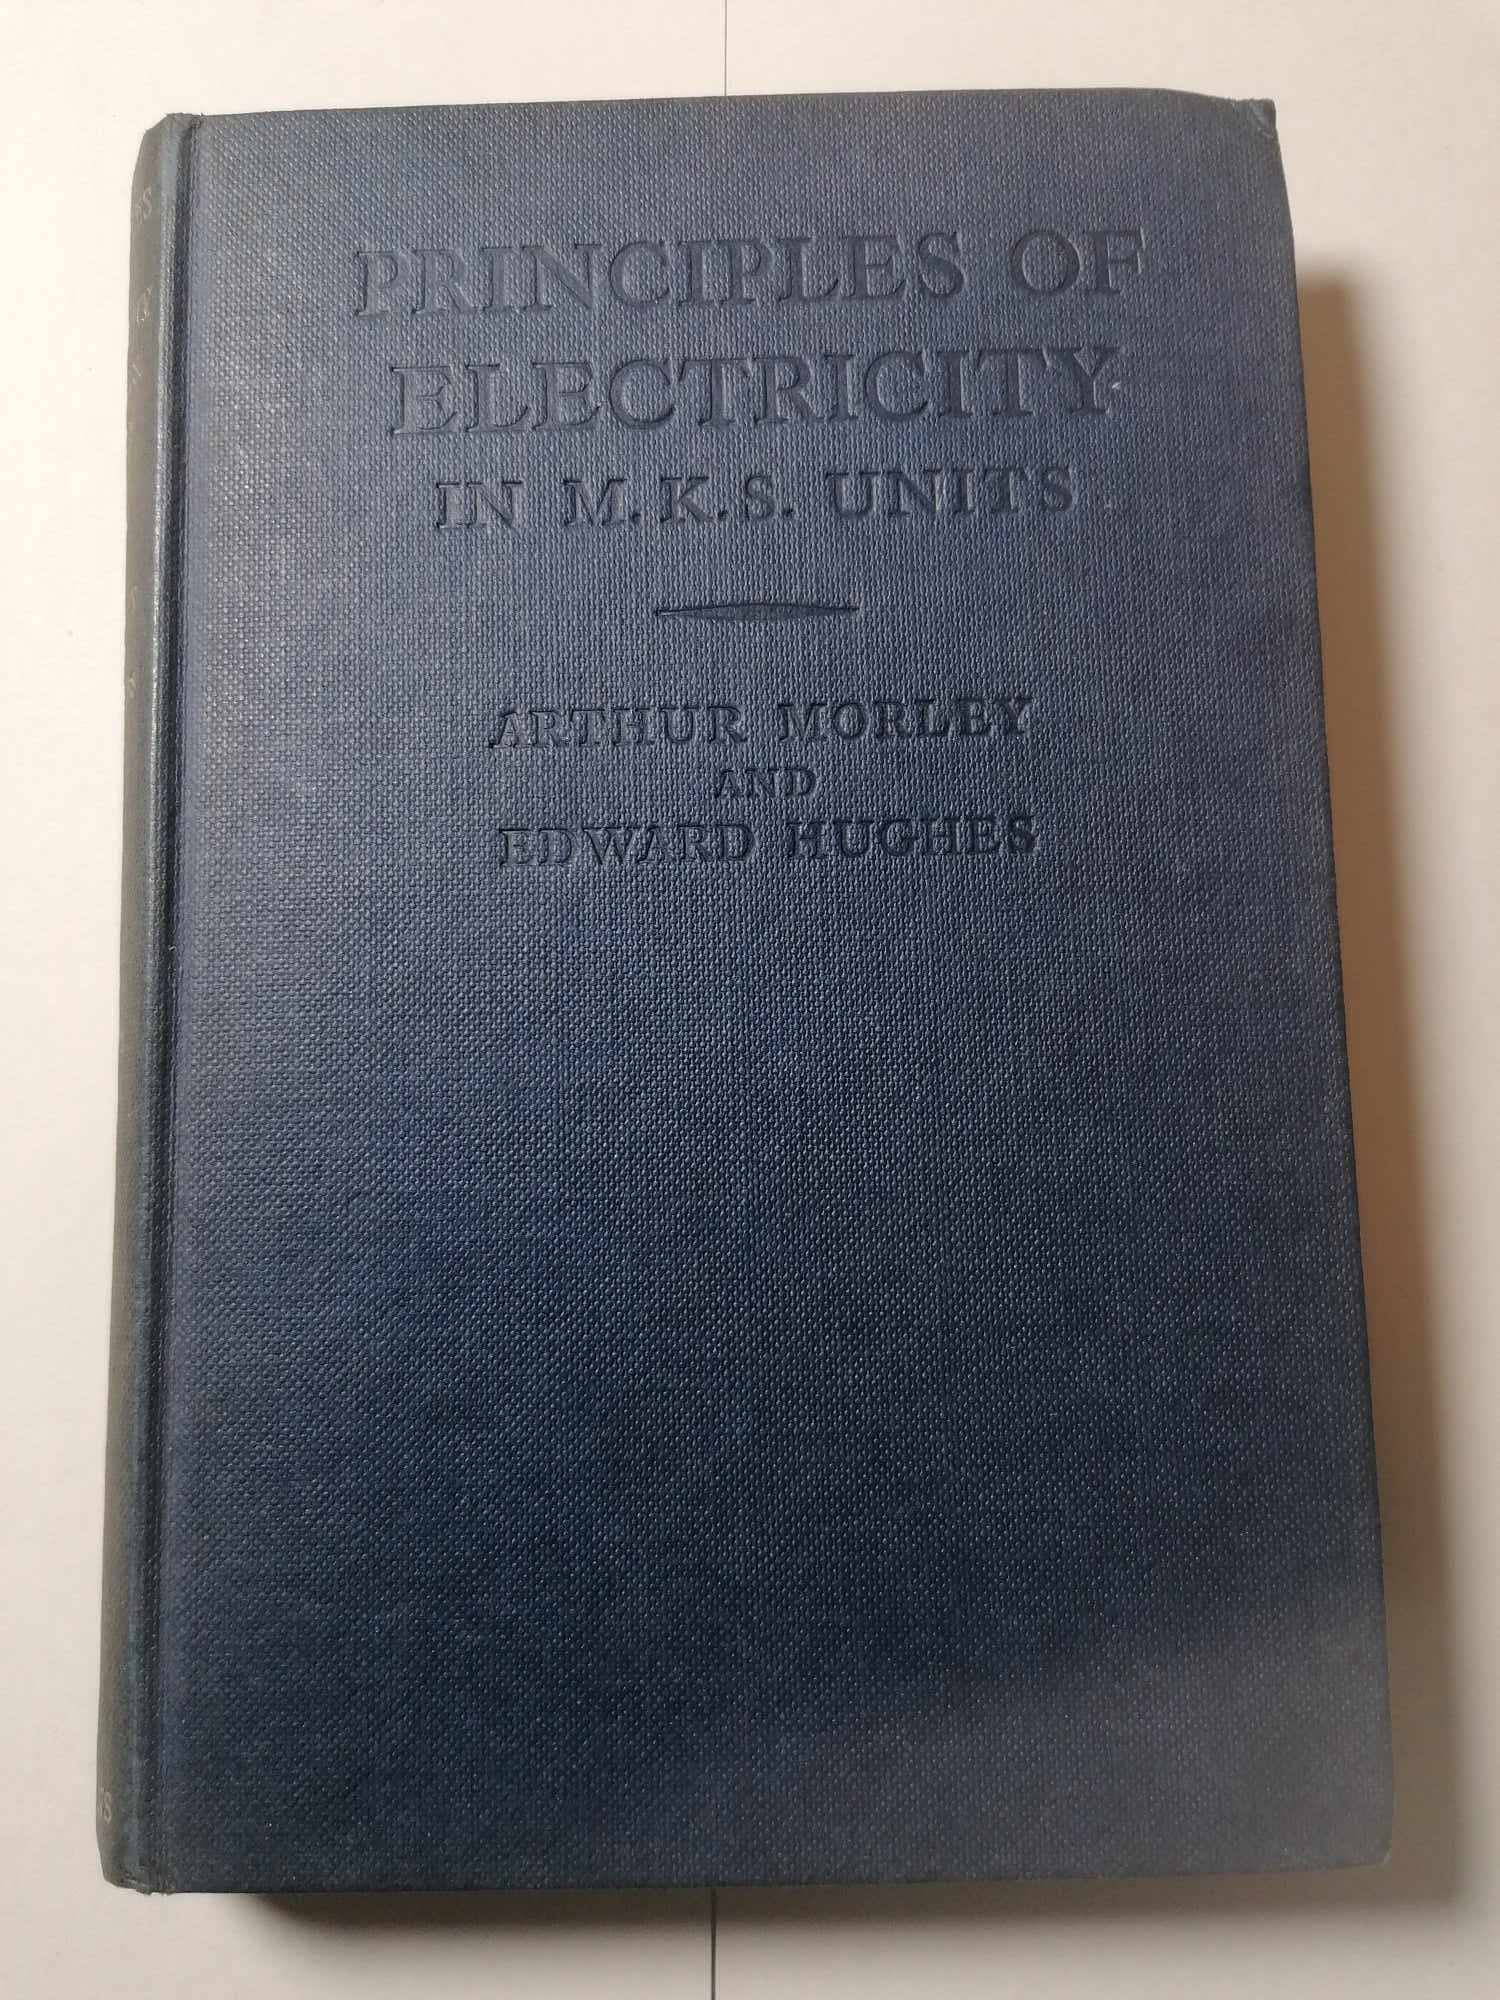 PRINCIPLES OF
ELECTRICITY
IN M.K.S. UNITS
ARTHUR MORLEY
AND
EDWARD HUGHES